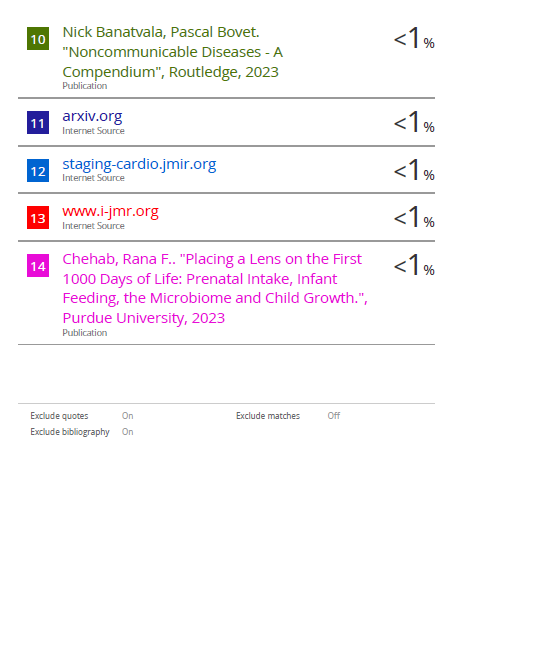 10 Nick Banatvala, Pascal Bovet. <1%
"Noncommunicable Diseases - A
Compendium", Routledge, 2023
Publication
11 arxiv.org <1%
Internet Source
12 staging-cardio.jmir.org <1%
Internet Source
13 www.i-jmr.org <1%
Internet Source
14 Chehab, Rana F.. "Placing a Lens on the First <1%
1000 Days of Life: Prenatal Intake, Infant
Feeding, the Microbiome and Child Growth.",
Purdue University, 2023
Publication
Exclude quotes On Exclude matches Off
Exclude bibliography On